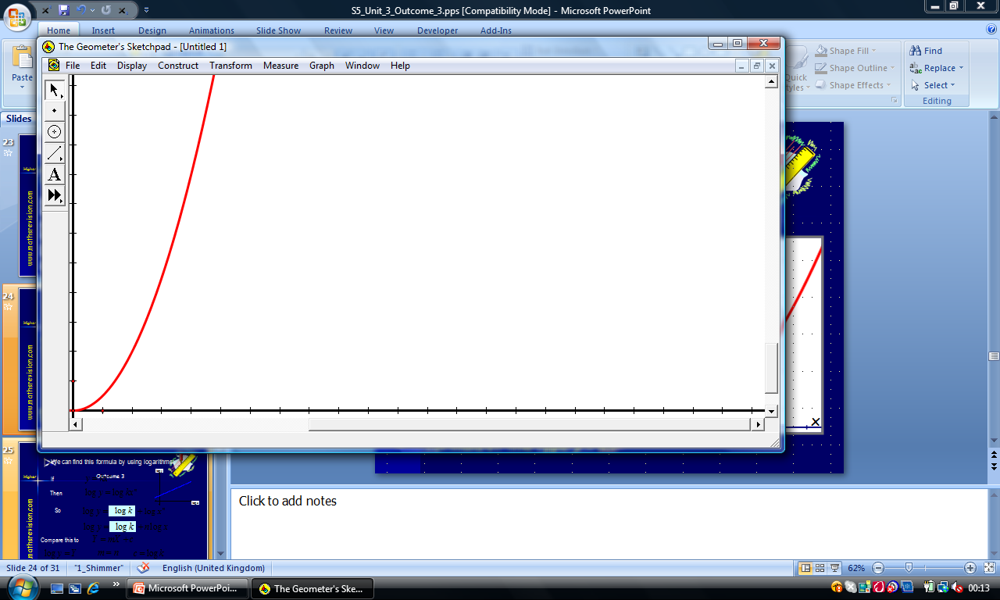 S5_Unit_3_Outcome_3.pps [Compatibility Mode] - Microsoft PowerPoint
Home Insert Design Animations Slide Show Review View Developer Add-Ins
The Geometer's Sketchpad - [Untitled 1]
File Edit Display Construct Transform Measure Graph Window Help
Paste
Quick
Styles
Shape Fill
Shape Outline
Shape Effects
Find
Replace
Select
Editing
Slides
A
23
www.mathsrevision.com
24
www.mathsrevision.com
x
25
www.mathsrevision.com
We can find this formula by using logarithms
Outcome 3
If
Then
So
log k
log k
Compare this to
Click to add notes
Slide 24 of 31 "1_Shimmer" English (United Kingdom) 62%
Microsoft PowerPoi... The Geometer's Ske... 00:13